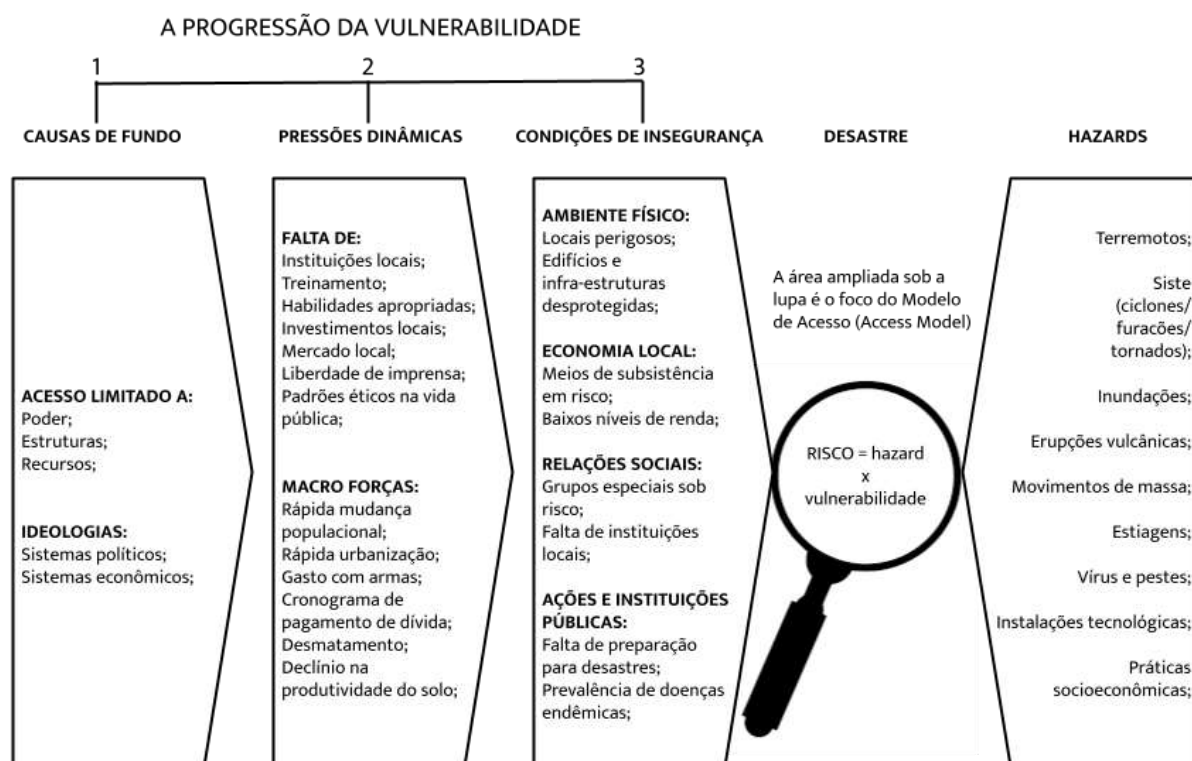 A PROGRESSÃO DA VULNERABILIDADE
1
2
3
CAUSAS DE FUNDO
PRESSÕES DINÂMICAS
CONDIÇÕES DE INSEGURANÇA
DESASTRE
HAZARDS
ACESSO LIMITADO A:
Poder;
Estruturas;
Recursos;
IDEOLOGIAS:
Sistemas políticos;
Sistemas econômicos;
FALTA DE:
Instituições locais;
Treinamento;
Habilidades apropriadas;
Investimentos locais;
Mercado local;
Liberdade de imprensa;
Padrões éticos na vida
pública;
MACRO FORÇAS:
Rápida mudança
populacional;
Rápida urbanização;
Gasto com armas;
Cronograma de
pagamento de dívida;
Desmatamento;
Declínio na
produtividade do solo;
AMBIENTE FÍSICO:
Locais perigosos;
Edifícios e
infra-estruturas
desprotegidas;
ECONOMIA LOCAL:
Meios de subsistência
em risco;
Baixos níveis de renda;
RELAÇÕES SOCIAIS:
Grupos especiais sob
risco;
Falta de instituições
locais;
AÇÕES E INSTITUIÇÕES
PÚBLICAS:
Falta de preparação
para desastres;
Prevalência de doenças
endêmicas;
A área ampliada sob a
lupa é o foco do Modelo
de Acesso (Access Model)
RISCO = hazard
x
vulnerabilidade
Terremotos;
Siste
(ciclones/
furacões/
tornados);
Inundações;
Erupções vulcânicas;
Movimentos de massa;
Estiagens;
Vírus e pestes;
Instalações tecnológicas;
Práticas
socioeconômicas;